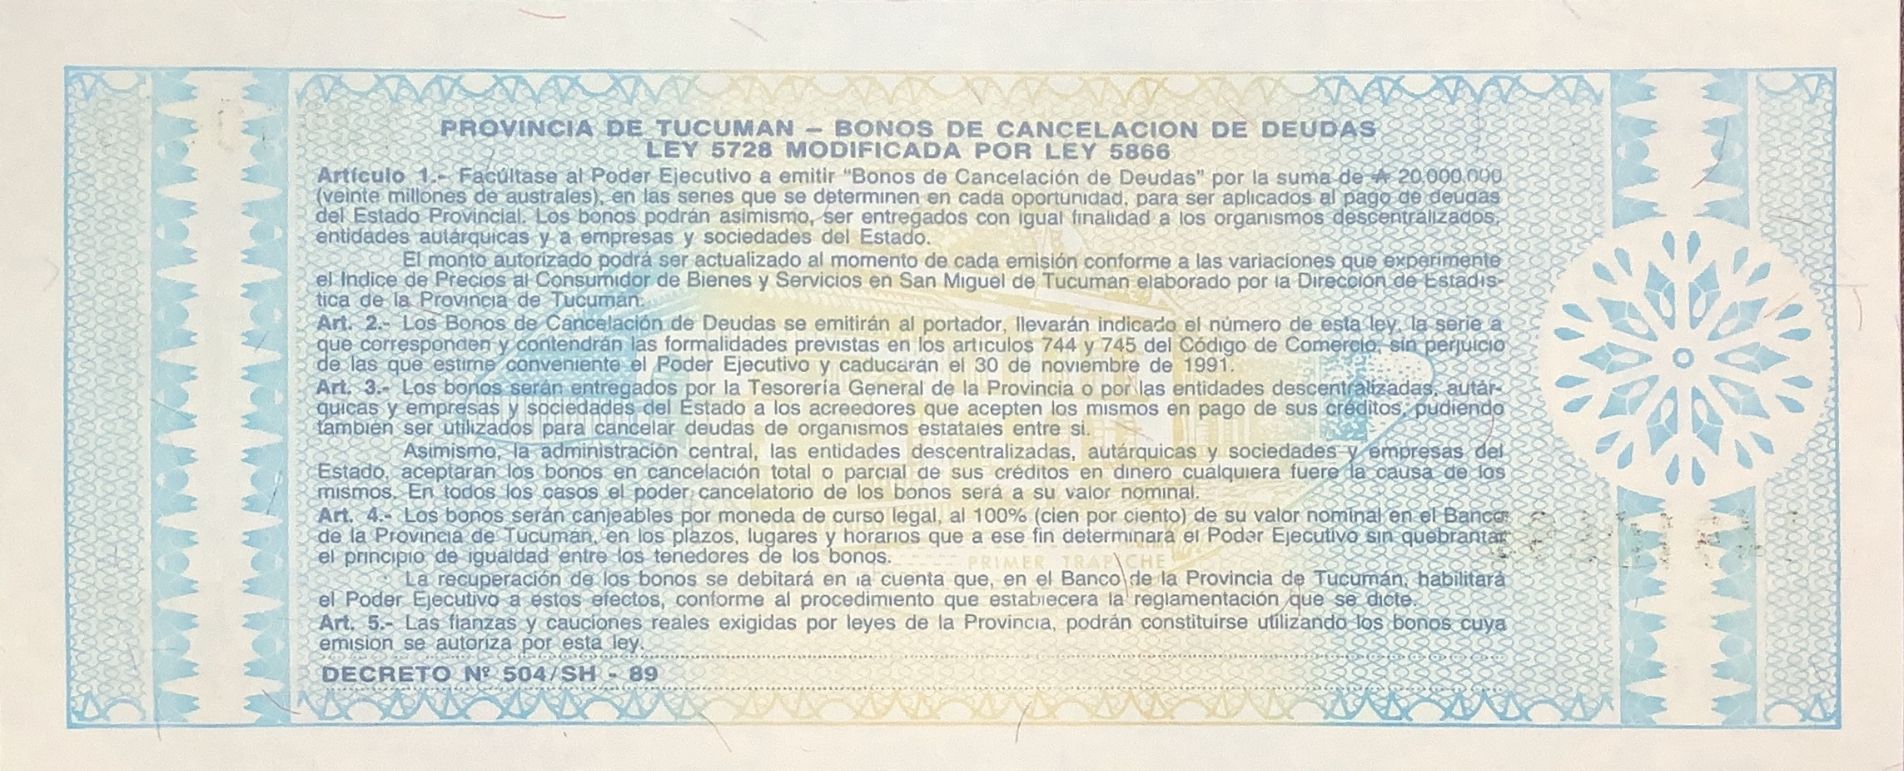 PROVINCIA DE TUCUMAN – BONOS DE CANCELACION DE DEUDAS
LEY 5728 MODIFICADA POR LEY 5866
Artículo 1.- Facúltase al Poder Ejecutivo a emitir "Bonos de Cancelación de Deudas" por la suma de ₳ 20.000.000
(veinte millones de australes), en las series que se determinen en cada oportunidad, para ser aplicados al pago de deudas
del Estado Provincial. Los bonos podrán asimismo, ser entregados con igual finalidad a los organismos descentralizados,
entidades autárquicas y a empresas y sociedades del Estado.
El monto autorizado podrá ser actualizado al momento de cada emisión conforme a las variaciones que experimente
el Indice de Precios al Consumidor de Bienes y Servicios en San Miguel de Tucumán elaborado por la Dirección de Estadís-
tica de la Provincia de Tucumán.
Art. 2.- Los Bonos de Cancelación de Deudas se emitirán al portador, llevarán indicado el número de esta ley, la serie a
que corresponden y contendrán las formalidades previstas en los artículos 744 y 745 del Código de Comercio, sin perjuicio
de las que estime conveniente el Poder Ejecutivo y caducarán el 30 de noviembre de 1991.
Art. 3.- Los bonos serán entregados por la Tesorería General de la Provincia o por las entidades descentralizadas, autár-
quicas y empresas y sociedades del Estado a los acreedores que acepten los mismos en pago de sus créditos, pudiendo
también ser utilizados para cancelar deudas de organismos estatales entre sí.
Asimismo, la administración central, las entidades descentralizadas, autárquicas y sociedades y empresas del
Estado, aceptarán los bonos en cancelación total o parcial de sus créditos en dinero cualquiera fuere la causa de los
mismos. En todos los casos el poder cancelatorio de los bonos será a su valor nominal.
Art. 4.- Los bonos serán canjeables por moneda de curso legal, al 100% (cien por ciento) de su valor nominal en el Banco
de la Provincia de Tucumán, en los plazos, lugares y horarios que a ese fin determinará el Poder Ejecutivo sin quebrantar
el principio de igualdad entre los tenedores de los bonos.
PRIMER TRAPICHE
La recuperación de los bonos se debitará en la cuenta que, en el Banco de la Provincia de Tucumán, habilitará
el Poder Ejecutivo a estos efectos, conforme al procedimiento que establecerá la reglamentación que se dicte.
Art. 5.- Las fianzas y cauciones reales exigidas por leyes de la Provincia, podrán constituirse utilizando los bonos cuya
emisión se autoriza por esta ley.
DECRETO Nº 504/SH - 89